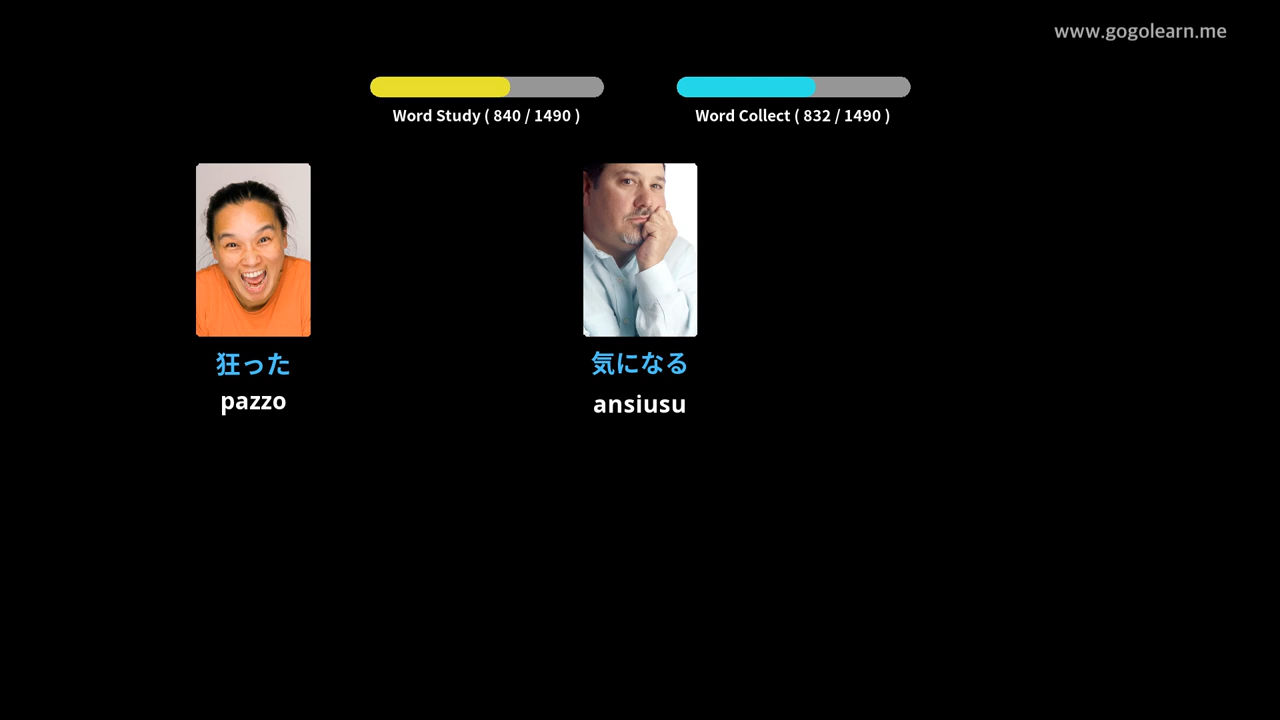 www.gogolearn.me
Word Study ( 840 / 1490 )
Word Collect ( 832 / 1490 )
狂った
pazzo
気になる
ansiusu